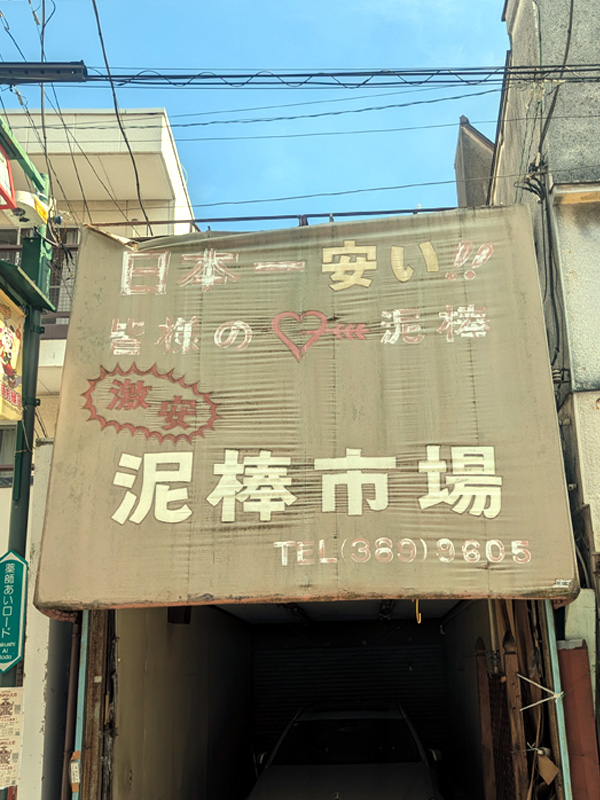 日本一安い!!
皆様の泥棒
激安
泥棒市場
TEL(389)9605
薬師あいロード